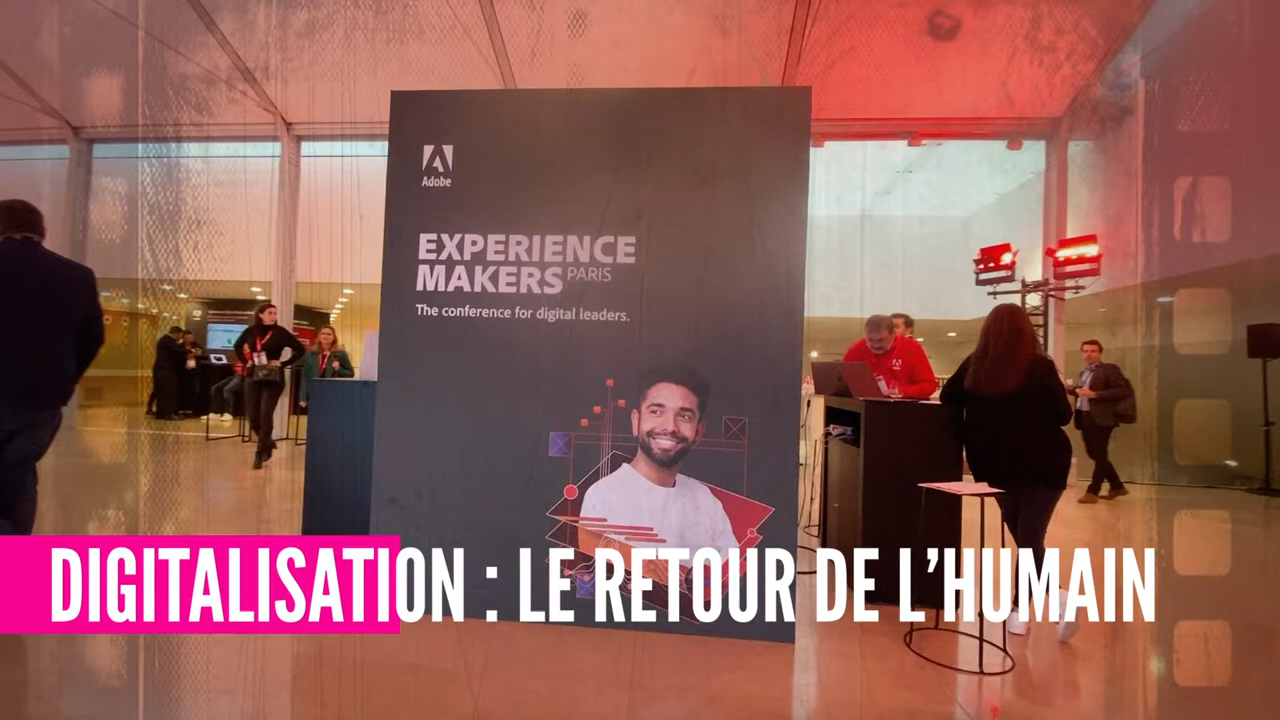 Adobe
EXPERIENCE
MAKERS PARIS
The conference for digital leaders.
DIGITALISATION : LE RETOUR DE L’HUMAIN